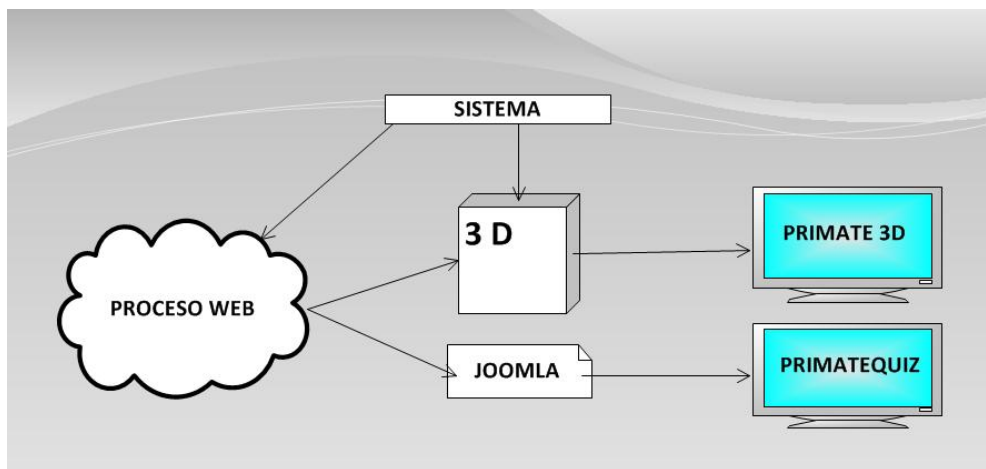 SISTEMA
3 D
PRIMATE 3D
PROCESO WEB
JOOMLA
PRIMATEQUIZ